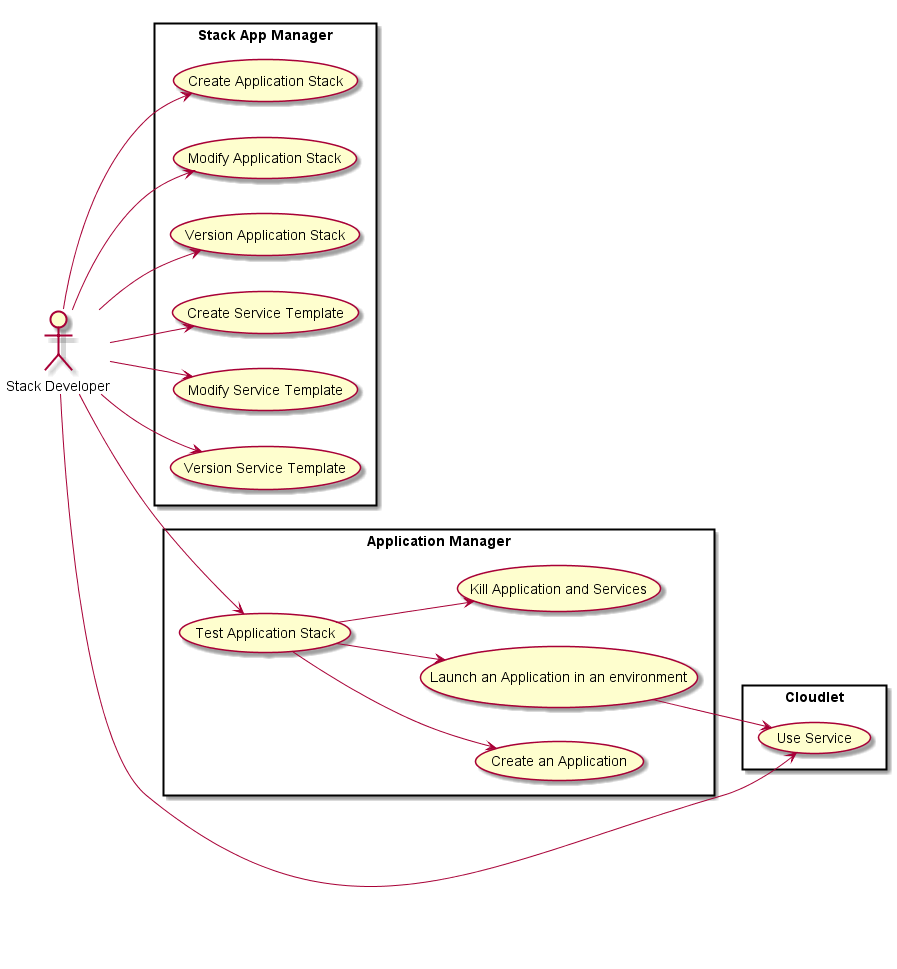 Stack App Manager
Create Application Stack
Modify Application Stack
Version Application Stack
Create Service Template
Modify Service Template
Version Service Template
Stack Developer
Application Manager
Kill Application and Services
Test Application Stack
Launch an Application in an environment
Create an Application
Cloudlet
Use Service